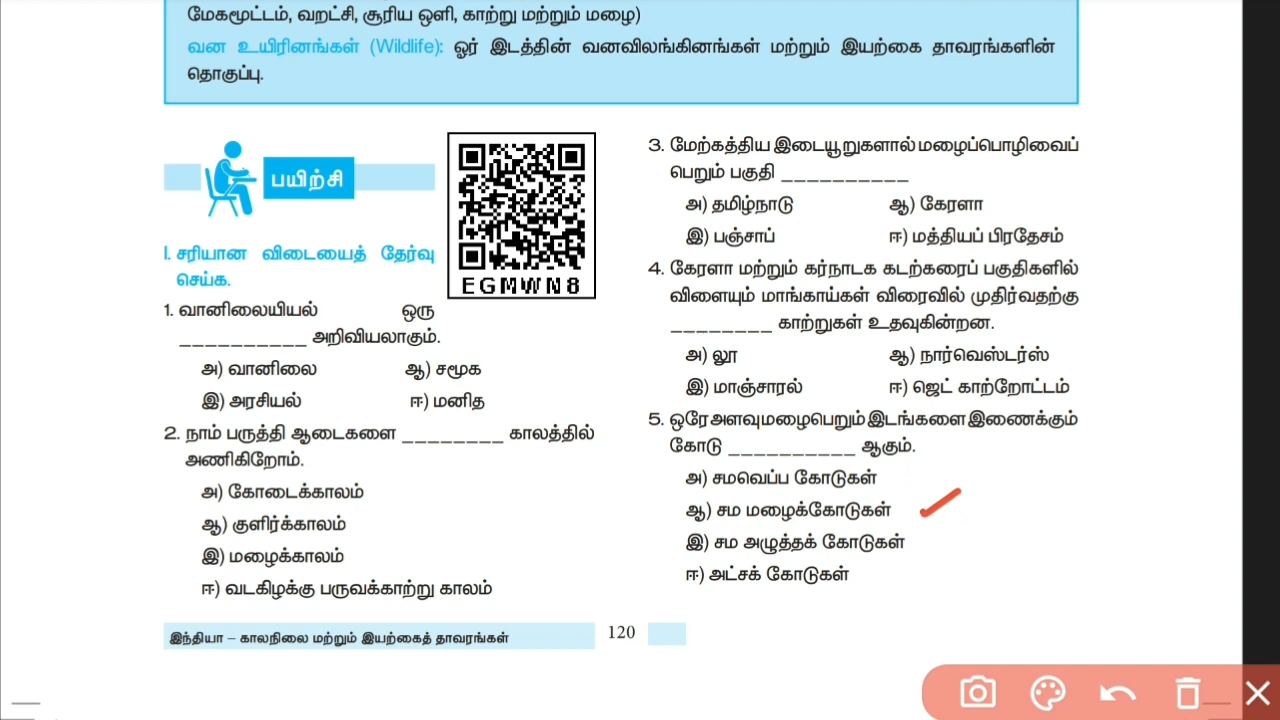 மேகமூட்டம், வறட்சி, சூரிய ஒளி, காற்று மற்றும் மழை)
வன உயிரினங்கள் (Wildlife): ஓர் இடத்தின் வனவிலங்கினங்கள் மற்றும் இயற்கை தாவரங்களின்
தொகுப்பு.
பயிற்சி
EGMWN8
I. சரியான விடையைத் தேர்வு
செய்க.
1. வானிலையியல் ஒரு
__________ அறிவியலாகும்.
அ) வானிலை ஆ) சமூக
இ) அரசியல் ஈ) மனித
2. நாம் பருத்தி ஆடைகளை ________ காலத்தில்
அணிகிறோம்.
அ) கோடைக்காலம்
ஆ) குளிர்க்காலம்
இ) மழைக்காலம்
ஈ) வடகிழக்கு பருவக்காற்று காலம்
3. மேற்கத்திய இடையூறுகளால் மழைப்பொழிவைப்
பெறும் பகுதி __________
அ) தமிழ்நாடு ஆ) கேரளா
இ) பஞ்சாப் ஈ) மத்தியப் பிரதேசம்
4. கேரளா மற்றும் கர்நாடக கடற்கரைப் பகுதிகளில்
விளையும் மாங்காய்கள் விரைவில் முதிர்வதற்கு
________ காற்றுகள் உதவுகின்றன.
அ) லூ ஆ) நார்வெஸ்டர்ஸ்
இ) மாஞ்சாரல் ஈ) ஜெட் காற்றோட்டம்
5. ஒரே அளவு மழைபெறும் இடங்களை இணைக்கும்
கோடு __________ ஆகும்.
அ) சமவெப்ப கோடுகள்
ஆ) சம மழைக்கோடுகள்
இ) சம அழுத்தக் கோடுகள்
ஈ) அட்சக் கோடுகள்
இந்தியா – காலநிலை மற்றும் இயற்கைத் தாவரங்கள் 120